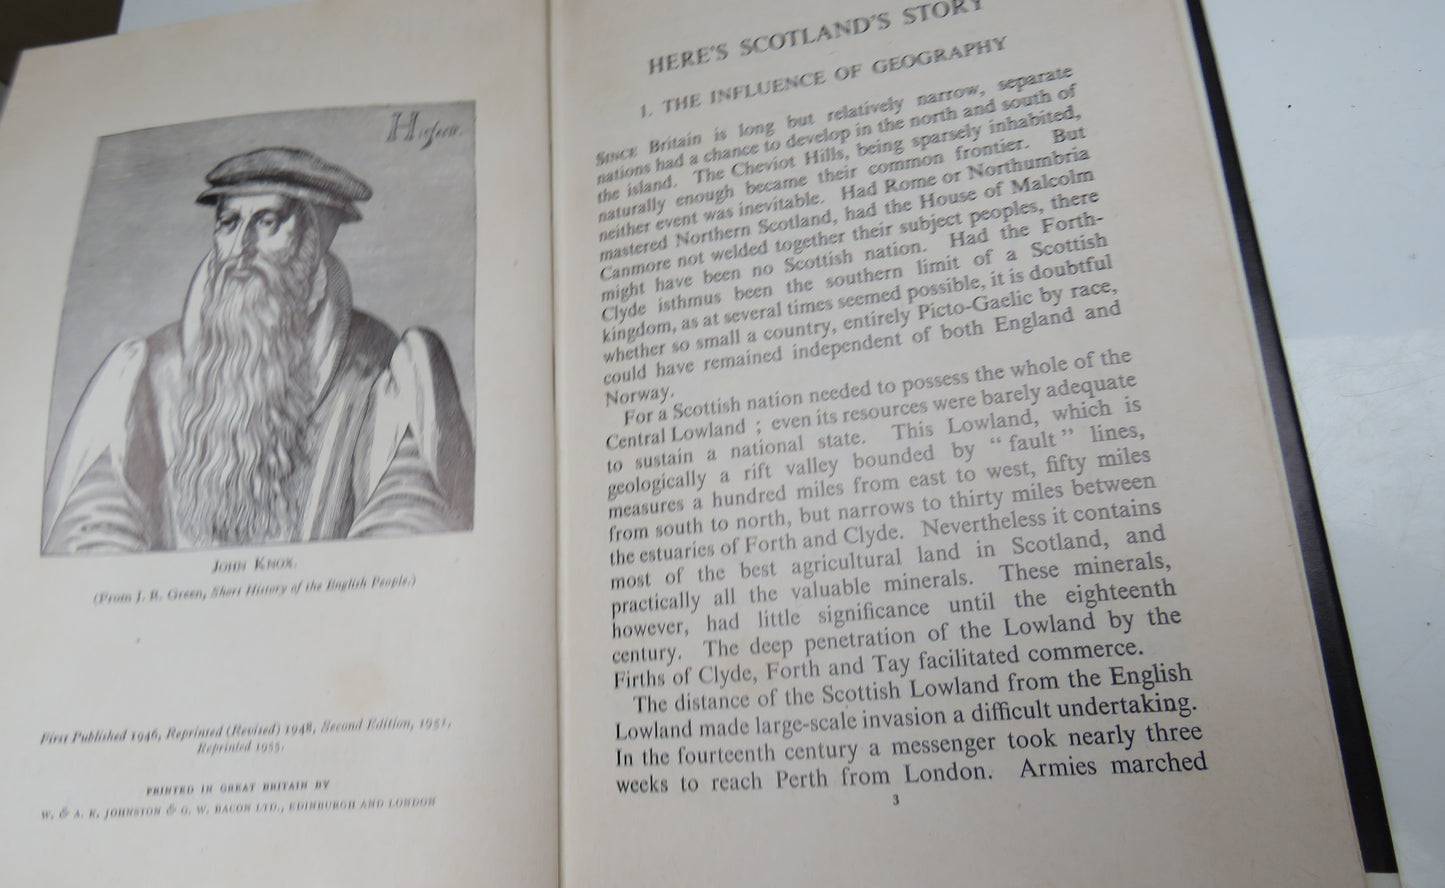 JOHN KNOX.
(From J. R. Green, Short History of the English People.)
First Published 1946, Reprinted (Revised) 1948, Second Edition, 1951,
Reprinted 1955.
PRINTED IN GREAT BRITAIN BY
W. & A. K. JOHNSTON & G. W. BACON LTD., EDINBURGH AND LONDON
HERE'S SCOTLAND'S STORY
1. THE INFLUENCE OF GEOGRAPHY
SINCE Britain is long but relatively narrow, separate
nations had a chance to develop in the north and south of
the island. The Cheviot Hills, being sparsely inhabited,
naturally enough became their common frontier. But
neither event was inevitable. Had Rome or Northumbria
mastered Northern Scotland, had the House of Malcolm
Canmore not welded together their subject peoples, there
might have been no Scottish nation. Had the Forth-
Clyde isthmus been the southern limit of a Scottish
kingdom, as at several times seemed possible, it is doubtful
whether so small a country, entirely Picto-Gaelic by race,
could have remained independent of both England and
Norway.
For a Scottish nation needed to possess the whole of the
Central Lowland ; even its resources were barely adequate
to sustain a national state. This Lowland, which is
geologically a rift valley bounded by “ fault ” lines,
measures a hundred miles from east to west, fifty miles
from south to north, but narrows to thirty miles between
the estuaries of Forth and Clyde. Nevertheless it contains
most of the best agricultural land in Scotland, and
practically all the valuable minerals. These minerals,
however, had little significance until the eighteenth
century. The deep penetration of the Lowland by the
Firths of Clyde, Forth and Tay facilitated commerce.
The distance of the Scottish Lowland from the English
Lowland made large-scale invasion a difficult undertaking.
In the fourteenth century a messenger took nearly three
weeks to reach Perth from London. Armies marched
3